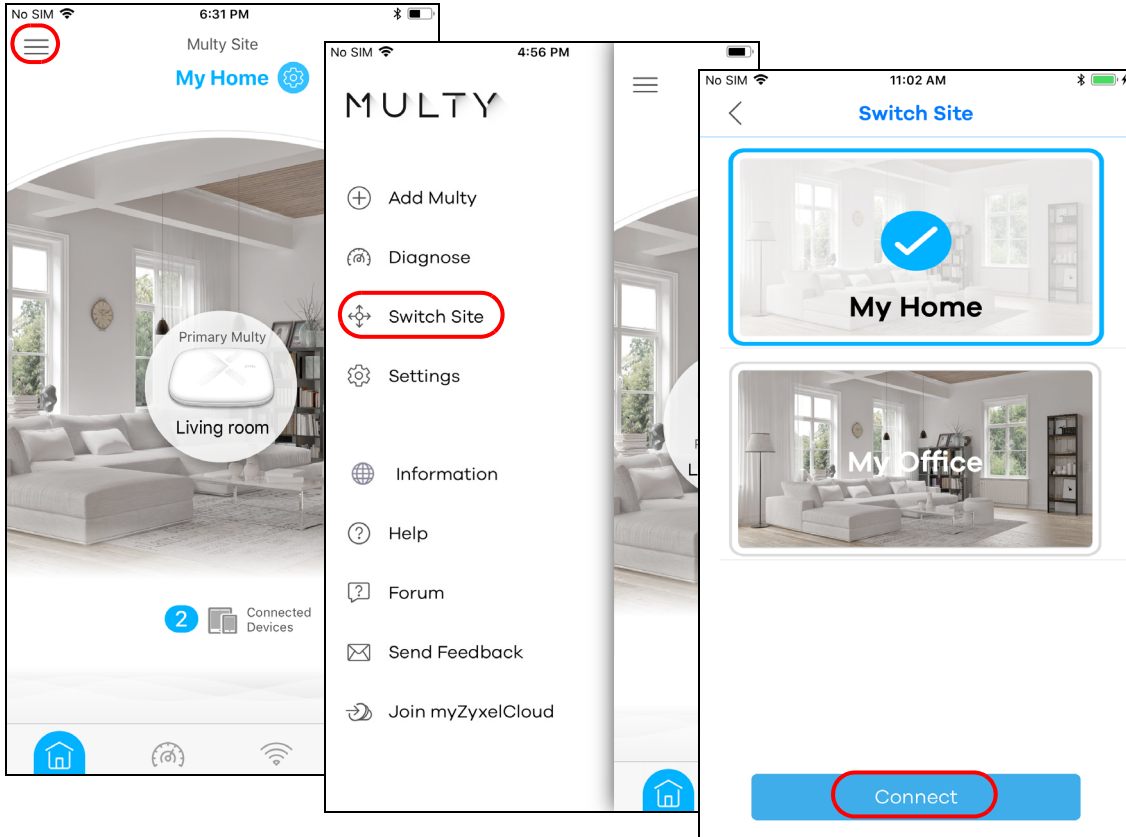 No SIM
6:31 PM
Multy Site
My Home
Primary Multy
Living room
2
Connected
Devices
No SIM
4:56 PM
MULTY
Add Multy
Diagnose
Switch Site
Settings
Information
Help
Forum
Send Feedback
Join myZyxelCloud
L
No SIM
11:02 AM
Switch Site
My Home
My Office
Connect